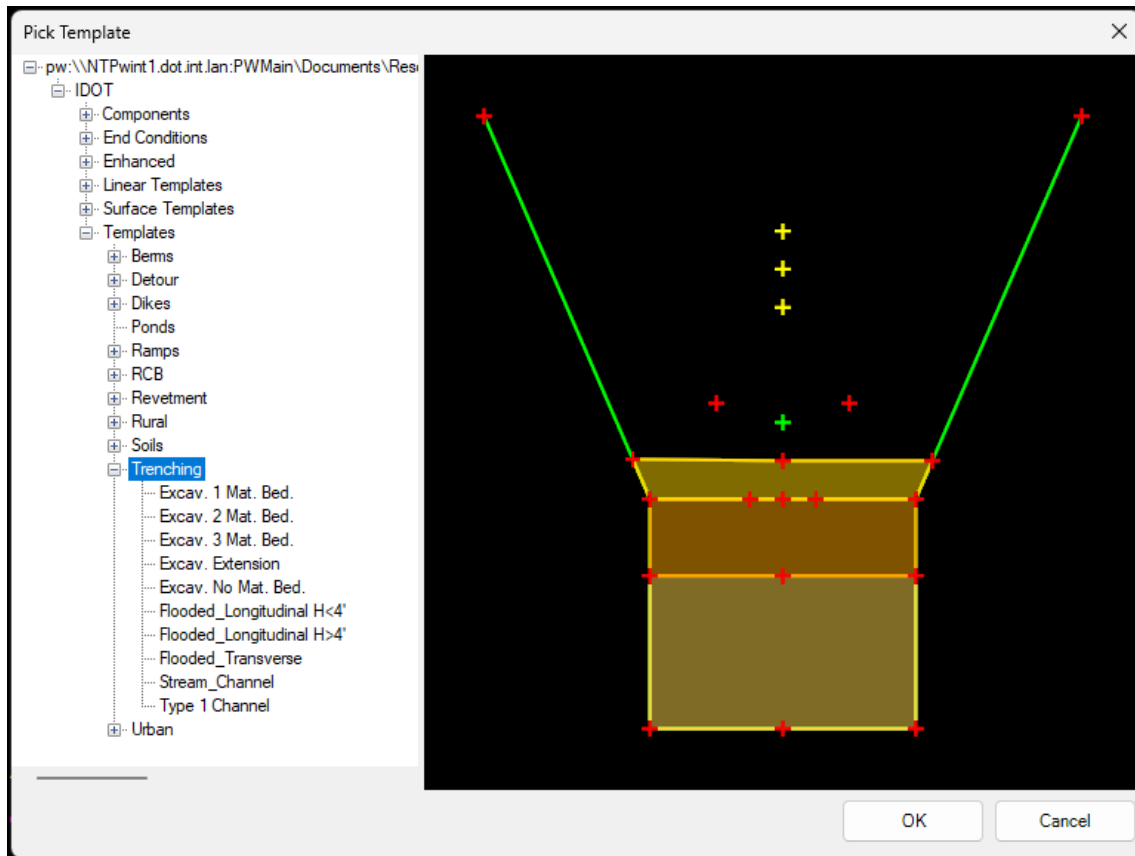 Pick Template
pw:\\NTPwint1.dot.int.lan:PWMain\Documents\Res
IDOT
Components
End Conditions
Enhanced
Linear Templates
Surface Templates
Templates
Berms
Detour
Dikes
Ponds
Ramps
RCB
Revetment
Rural
Soils
Trenching
Excav. 1 Mat. Bed.
Excav. 2 Mat. Bed.
Excav. 3 Mat. Bed.
Excav. Extension
Excav. No Mat. Bed.
Flooded_Longitudinal H<4'
Flooded_Longitudinal H>4'
Flooded_Transverse
Stream_Channel
Type 1 Channel
Urban
OK
Cancel